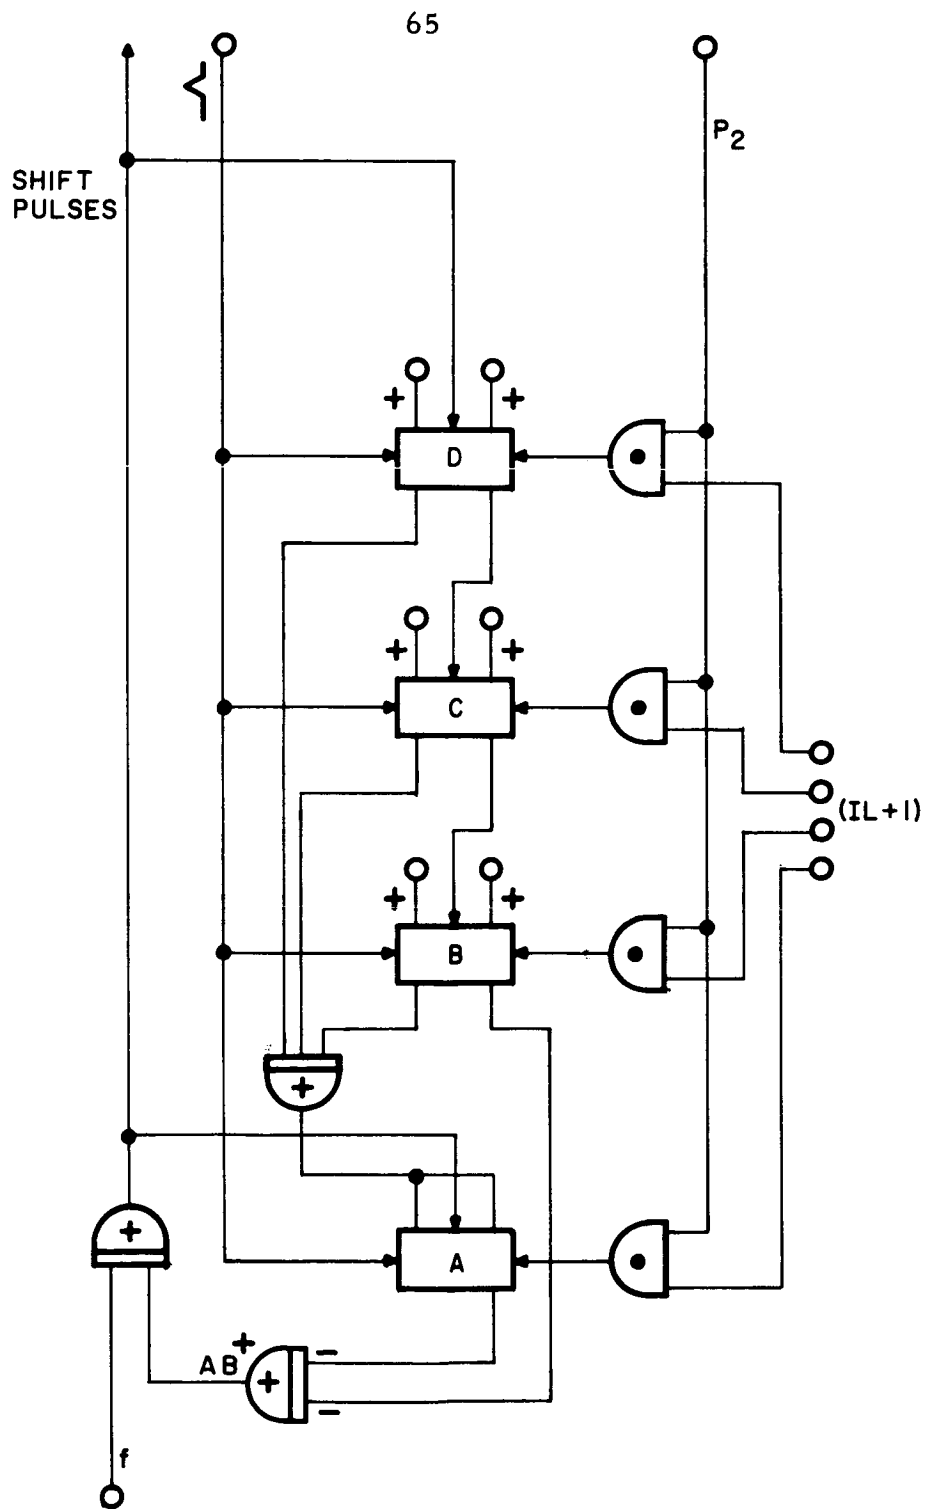 65
SHIFT
PULSES
P2
+ +
D
+ +
C
(IL+1)
+ +
B
+
+
A
+
AB
+
−
−
f